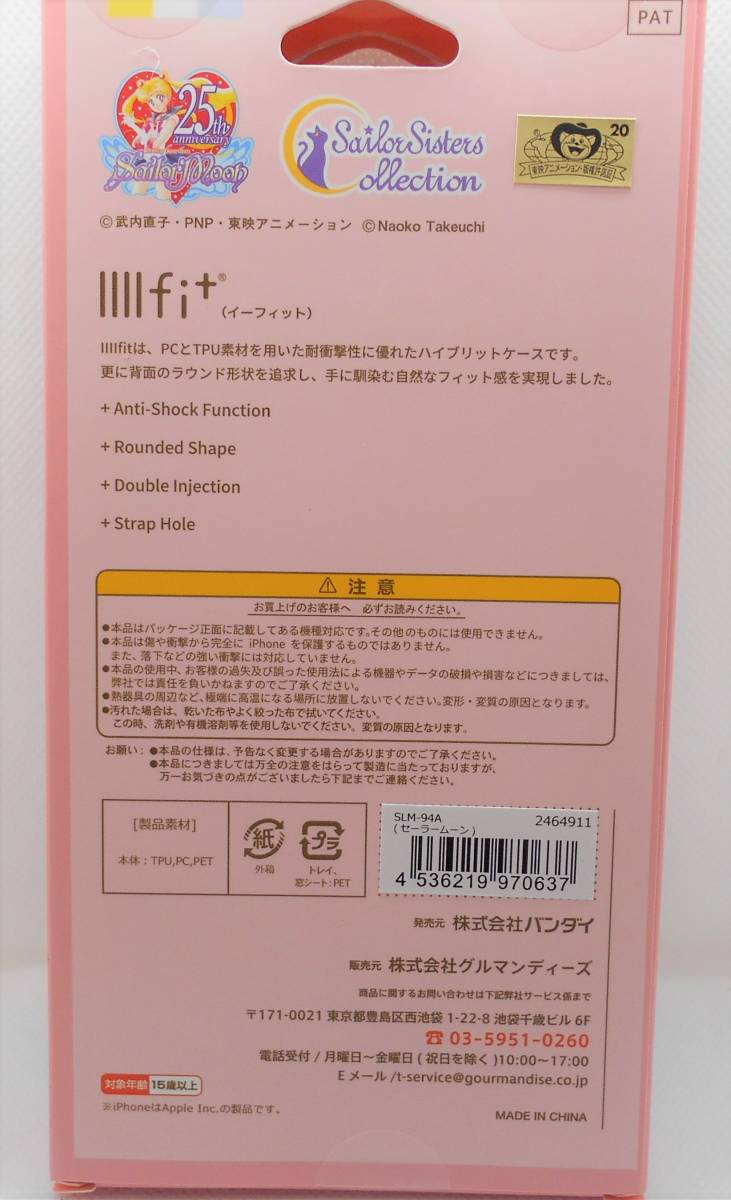 PAT
25th
anniversary
Sailor Moon
Sailor Sisters
Collection
20
東映アニメーション・版権許諾証
©武内直子・PNP・東映アニメーション ©Naoko Takeuchi
IIIIfit® (イーフィット)
IIIIfitは、PCとTPU素材を用いた耐衝撃性に優れたハイブリットケースです。
更に背面のラウンド形状を追求し、手に馴染む自然なフィット感を実現しました。
+ Anti-Shock Function
+ Rounded Shape
+ Double Injection
+ Strap Hole
⚠ 注意
お買上げのお客様へ 必ずお読みください。
●本品はパッケージ正面に記載してある機種対応です。その他のものには使用できません。
●本品は傷や衝撃から完全に iPhone を保護するものではありません。
また、落下などの強い衝撃には対応していません。
●本品の使用中、お客様の過失及び誤った使用法による機器やデータの破損や損害などにつきましては、
弊社では責任を負いかねますのでご了承ください。
●熱器具の周辺など、極端に高温になる場所に放置しないでください。変形・変質の原因となります。
●汚れた場合は、乾いた布やよく絞った布で拭いてください。
この時、洗剤や有機溶剤等を使用しないでください。変質の原因となります。
お願い:●本品の仕様は、予告なく変更する場合がありますのでご了承ください。
●本品につきましては万全の注意をはらって製造に当たっておりますが、
万一お気づきの点がございましたら下記までご連絡ください。
[製品素材]
本体:TPU,PC,PET
紙
外箱
プラ
トレイ、
窓シート:PET
SLM-94A 2464911
(セーラームーン)
4 536219 970637
発売元 株式会社バンダイ
販売元 株式会社グルマンディーズ
商品に関するお問い合わせは下記弊社サービス係まで
〒171-0021 東京都豊島区西池袋 1-22-8 池袋千歳ビル 6F
☎ 03-5951-0260
電話受付 / 月曜日～金曜日 ( 祝日を除く )10:00～17:00
E メール /t-service@gourmandise.co.jp
対象年齢 15歳以上
※iPhoneはApple Inc.の製品です。
MADE IN CHINA